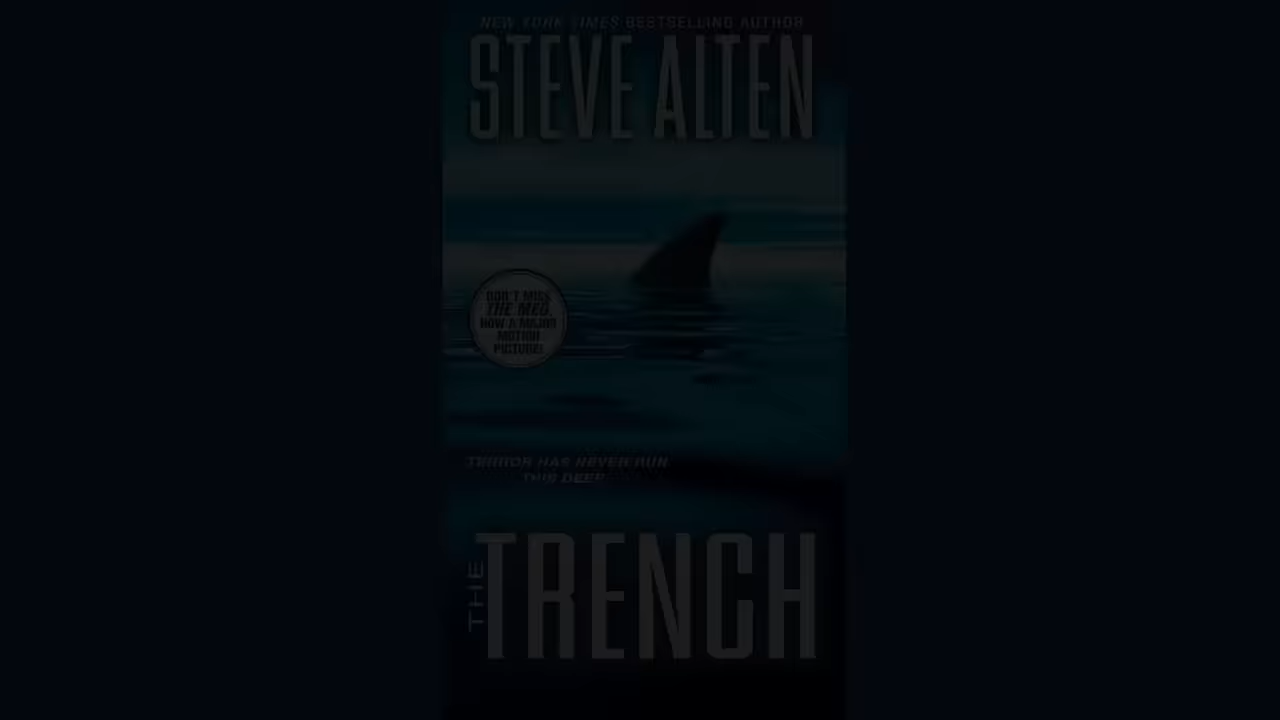 NEW YORK TIMES BESTSELLING AUTHOR
STEVE ALTEN
DON'T MISS
THE MEG,
NOW A MAJOR
MOTION
PICTURE!
TERROR HAS NEVER RUN
THIS DEEP
THE TRENCH